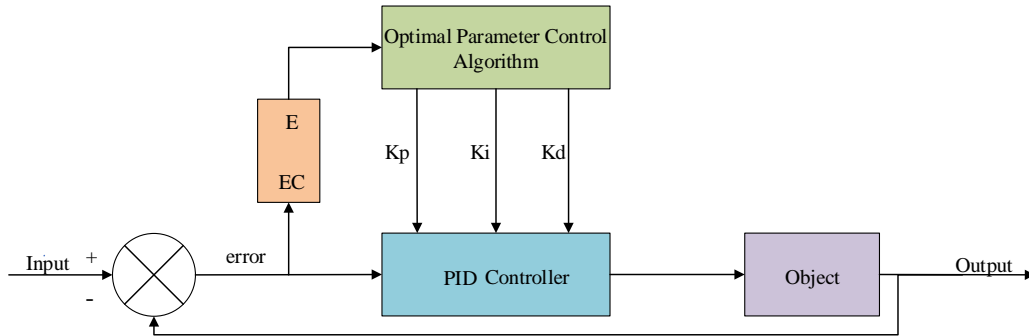 Optimal Parameter Control
Algorithm
E
EC
Kp
Ki
Kd
Input
+
-
error
PID Controller
Object
Output